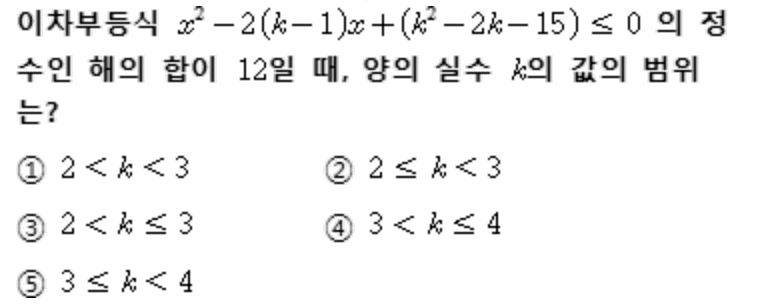 이차부등식 x² − 2(k−1)x + (k² − 2k − 15) ≤ 0 의 정
수인 해의 합이 12일 때, 양의 실수 k의 값의 범위
는?
① 2 < k < 3 ② 2 ≤ k < 3
③ 2 < k ≤ 3 ④ 3 < k ≤ 4
⑤ 3 ≤ k < 4